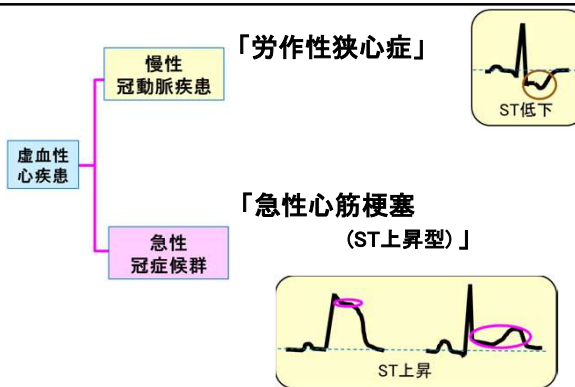 慢性
冠動脈疾患
「労作性狭心症」
ST低下
虚血性
心疾患
「急性心筋梗塞
(ST上昇型)」
急性
冠症候群
ST上昇